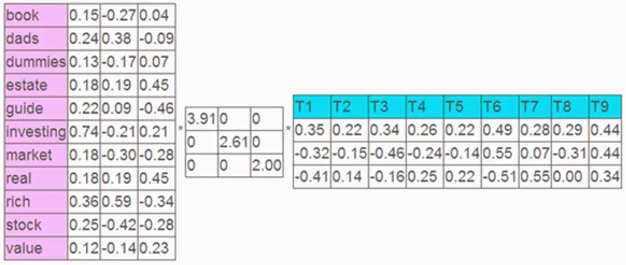 book 0.15 -0.27 0.04
dads 0.24 0.38 -0.09
dummies 0.13 -0.17 0.07
estate 0.18 0.19 0.45
guide 0.22 0.09 -0.46
investing 0.74 -0.21 0.21
market 0.18 -0.30 -0.28
real 0.18 0.19 0.45
rich 0.36 0.59 -0.34
stock 0.25 -0.42 -0.28
value 0.12 -0.14 0.23
*
3.91 0 0
0 2.61 0
0 0 2.00
*
T1 T2 T3 T4 T5 T6 T7 T8 T9
0.35 0.22 0.34 0.26 0.22 0.49 0.28 0.29 0.44
-0.32 -0.15 -0.46 -0.24 -0.14 0.55 0.07 -0.31 0.44
-0.41 0.14 -0.16 0.25 0.22 -0.51 0.55 0.00 0.34